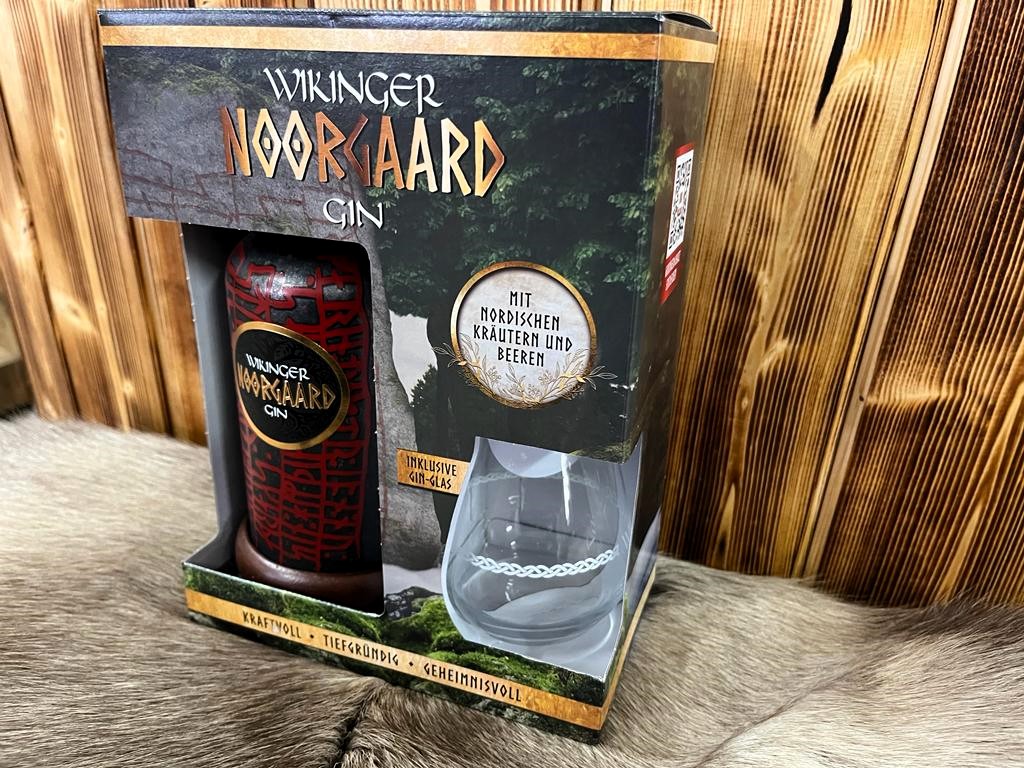 WIKINGER
NOORGAARD
GIN
MIT
NORDISCHEN
KRÄUTERN UND
BEEREN
WIKINGER
NOORGAARD
GIN
INKLUSIVE
GIN-GLAS
KRAFTVOLL • TIEFGRÜNDIG • GEHEIMNISVOLL